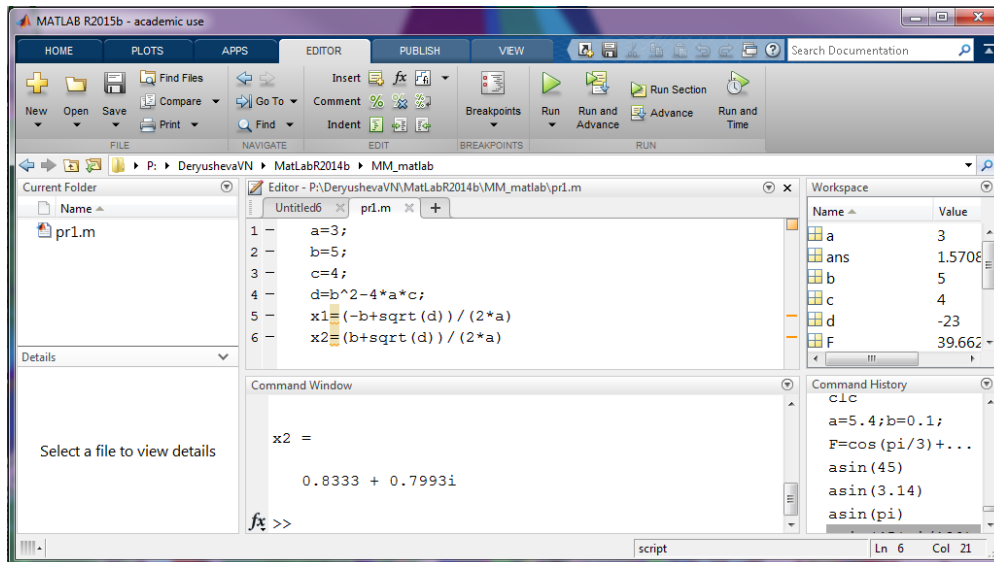 MATLAB R2015b - academic use
HOME PLOTS APPS EDITOR PUBLISH VIEW Search Documentation
New Open Save Find Files Compare Print
FILE
Go To Find
NAVIGATE
Insert fx
Comment
Indent
EDIT
Breakpoints
BREAKPOINTS
Run Run and Advance Run Section Advance Run and Time
RUN
P: DeryushevaVN MatLabR2014b MM_matlab
Current Folder
Name
pr1.m
Details
Select a file to view details
Editor - P:\DeryushevaVN\MatLabR2014b\MM_matlab\pr1.m
Untitled6 pr1.m +
1 - a=3;
2 - b=5;
3 - c=4;
4 - d=b^2-4*a*c;
5 - x1=(-b+sqrt(d))/(2*a)
6 - x2=(b+sqrt(d))/(2*a)
Command Window
x2 =
0.8333 + 0.7993i
fx >>
Workspace
Name Value
a 3
ans 1.5708
b 5
c 4
d -23
F 39.662
Command History
clc
a=5.4;b=0.1;
F=cos(pi/3)+...
asin(45)
asin(3.14)
asin(pi)
script Ln 6 Col 21